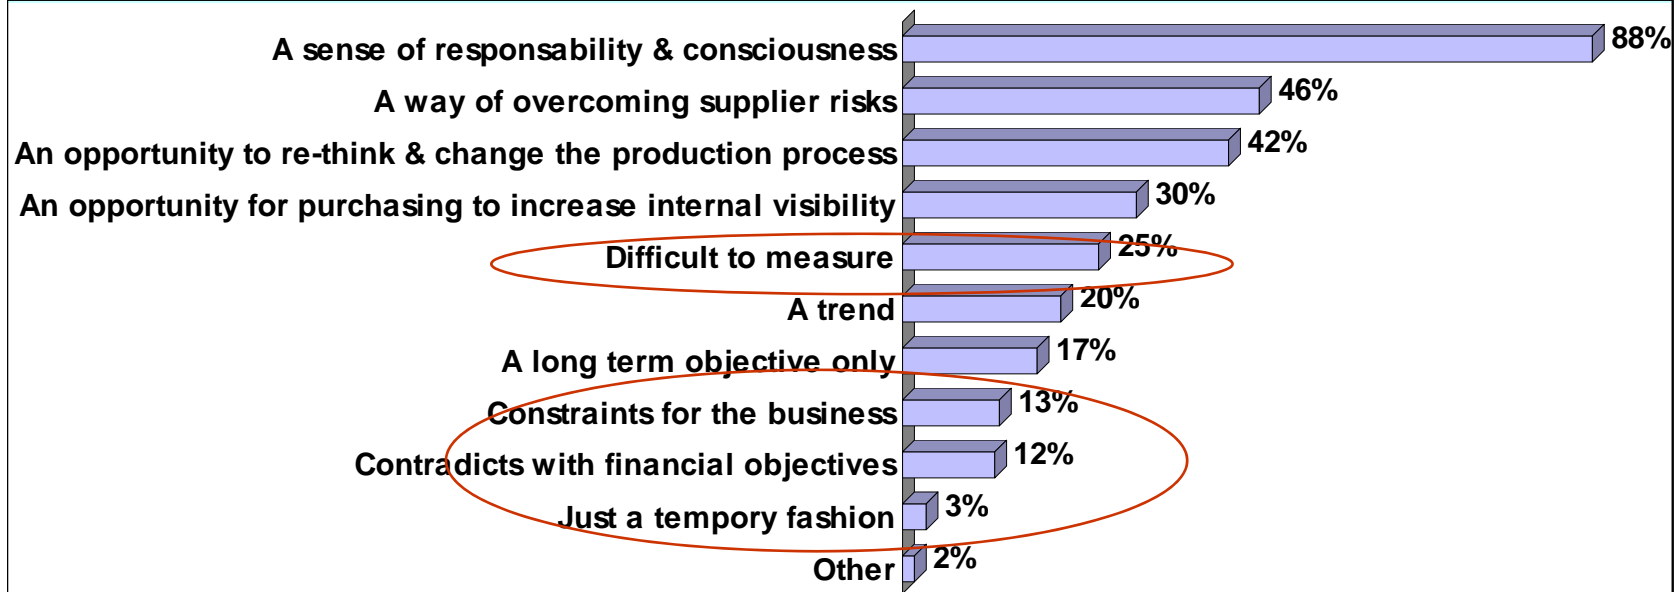 A sense of responsability & consciousness 88%
A way of overcoming supplier risks 46%
An opportunity to re-think & change the production process 42%
An opportunity for purchasing to increase internal visibility 30%
Difficult to measure 25%
A trend 20%
A long term objective only 17%
Constraints for the business 13%
Contradicts with financial objectives 12%
Just a tempory fashion 3%
Other 2%